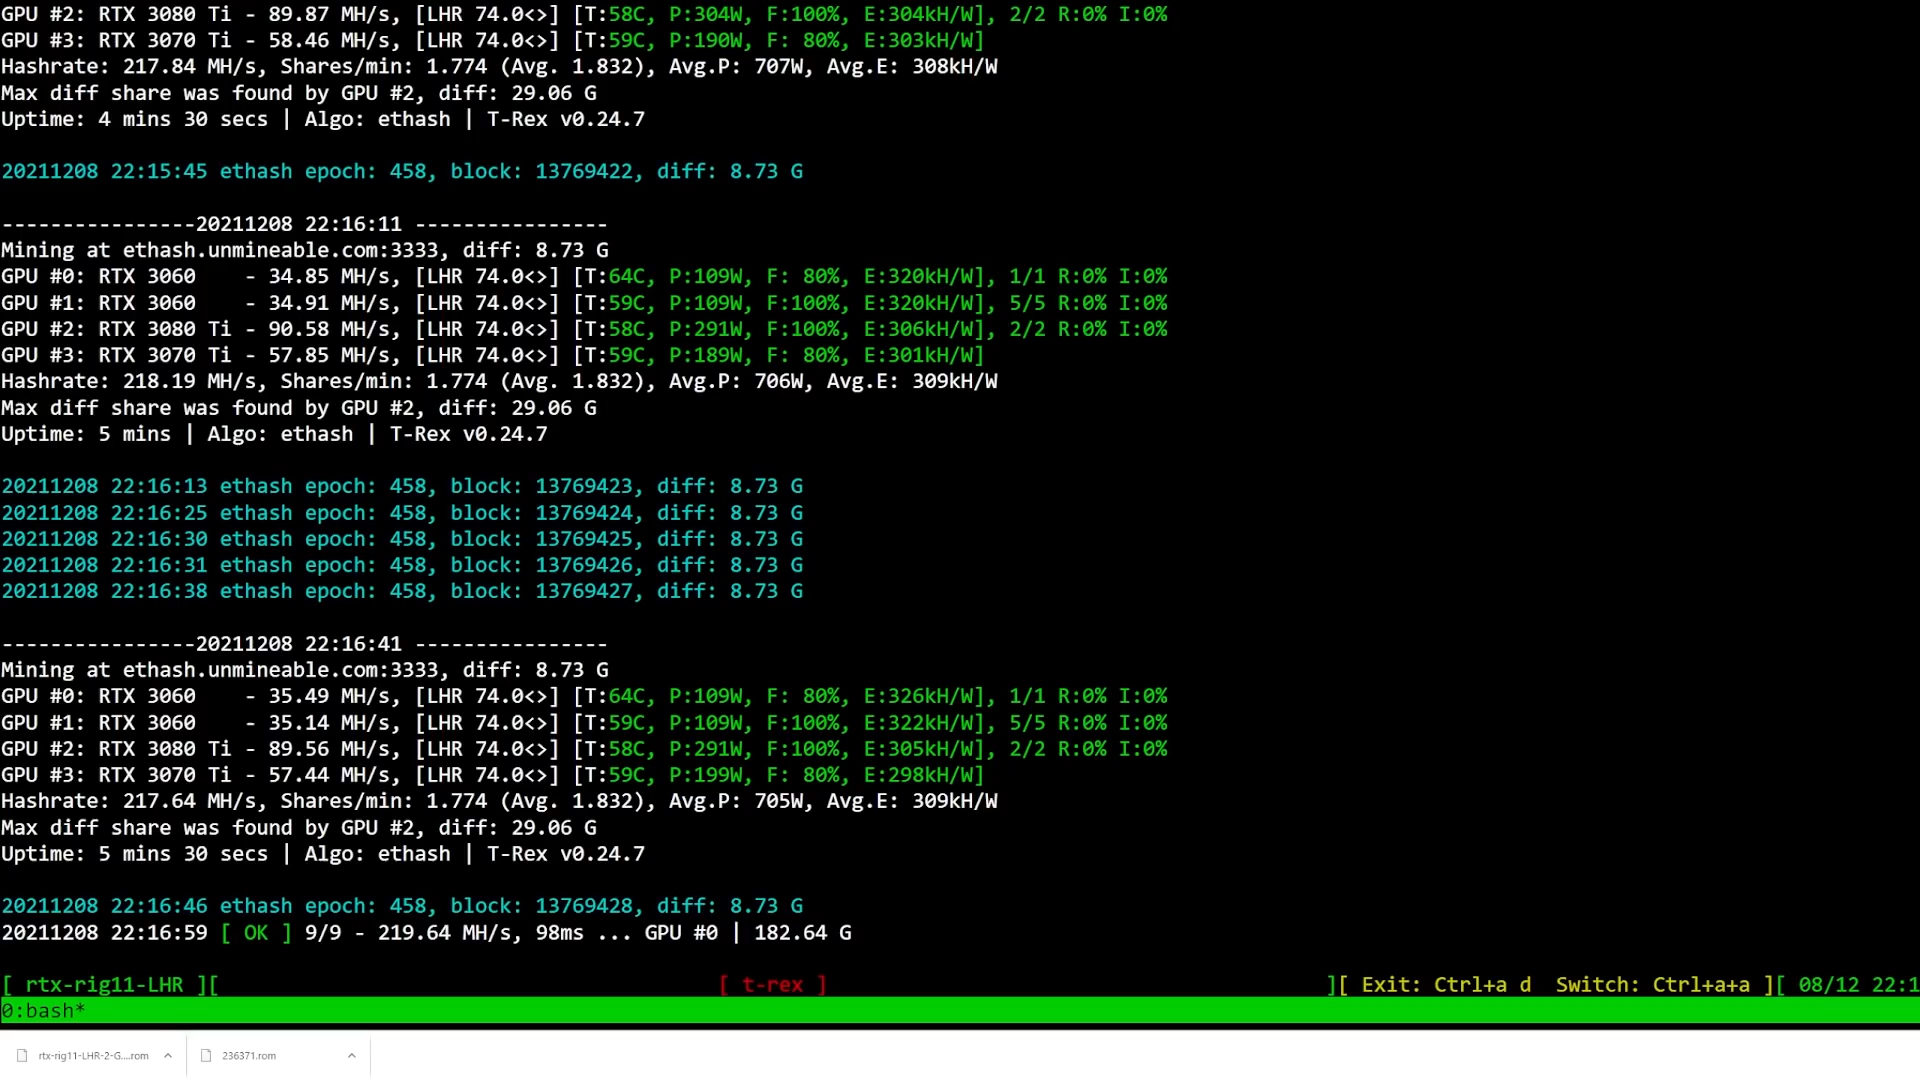 GPU #2: RTX 3080 Ti - 89.87 MH/s, [LHR 74.0<>] [T:58C, P:304W, F:100%, E:304kH/W], 2/2 R:0% I:0%
GPU #3: RTX 3070 Ti - 58.46 MH/s, [LHR 74.0<>] [T:59C, P:190W, F: 80%, E:303kH/W]
Hashrate: 217.84 MH/s, Shares/min: 1.774 (Avg. 1.832), Avg.P: 707W, Avg.E: 308kH/W
Max diff share was found by GPU #2, diff: 29.06 G
Uptime: 4 mins 30 secs | Algo: ethash | T-Rex v0.24.7
20211208 22:15:45 ethash epoch: 458, block: 13769422, diff: 8.73 G
----------------20211208 22:16:11 ----------------
Mining at ethash.unmineable.com:3333, diff: 8.73 G
GPU #0: RTX 3060    - 34.85 MH/s, [LHR 74.0<>] [T:64C, P:109W, F: 80%, E:320kH/W], 1/1 R:0% I:0%
GPU #1: RTX 3060    - 34.91 MH/s, [LHR 74.0<>] [T:59C, P:109W, F:100%, E:320kH/W], 5/5 R:0% I:0%
GPU #2: RTX 3080 Ti - 90.58 MH/s, [LHR 74.0<>] [T:58C, P:291W, F:100%, E:306kH/W], 2/2 R:0% I:0%
GPU #3: RTX 3070 Ti - 57.85 MH/s, [LHR 74.0<>] [T:59C, P:189W, F: 80%, E:301kH/W]
Hashrate: 218.19 MH/s, Shares/min: 1.774 (Avg. 1.832), Avg.P: 706W, Avg.E: 309kH/W
Max diff share was found by GPU #2, diff: 29.06 G
Uptime: 5 mins | Algo: ethash | T-Rex v0.24.7
20211208 22:16:13 ethash epoch: 458, block: 13769423, diff: 8.73 G
20211208 22:16:25 ethash epoch: 458, block: 13769424, diff: 8.73 G
20211208 22:16:30 ethash epoch: 458, block: 13769425, diff: 8.73 G
20211208 22:16:31 ethash epoch: 458, block: 13769426, diff: 8.73 G
20211208 22:16:38 ethash epoch: 458, block: 13769427, diff: 8.73 G
----------------20211208 22:16:41 ----------------
Mining at ethash.unmineable.com:3333, diff: 8.73 G
GPU #0: RTX 3060    - 35.49 MH/s, [LHR 74.0<>] [T:64C, P:109W, F: 80%, E:326kH/W], 1/1 R:0% I:0%
GPU #1: RTX 3060    - 35.14 MH/s, [LHR 74.0<>] [T:59C, P:109W, F:100%, E:322kH/W], 5/5 R:0% I:0%
GPU #2: RTX 3080 Ti - 89.56 MH/s, [LHR 74.0<>] [T:58C, P:291W, F:100%, E:305kH/W], 2/2 R:0% I:0%
GPU #3: RTX 3070 Ti - 57.44 MH/s, [LHR 74.0<>] [T:59C, P:199W, F: 80%, E:298kH/W]
Hashrate: 217.64 MH/s, Shares/min: 1.774 (Avg. 1.832), Avg.P: 705W, Avg.E: 309kH/W
Max diff share was found by GPU #2, diff: 29.06 G
Uptime: 5 mins 30 secs | Algo: ethash | T-Rex v0.24.7
20211208 22:16:46 ethash epoch: 458, block: 13769428, diff: 8.73 G
20211208 22:16:59 [ OK ] 9/9 - 219.64 MH/s, 98ms ... GPU #0 | 182.64 G
[ rtx-rig11-LHR ][ [ t-rex ] ][ Exit: Ctrl+a d  Switch: Ctrl+a+a ][ 08/12 22:1
0:bash*
rtx-rig11-LHR-2-G....rom 236371.rom